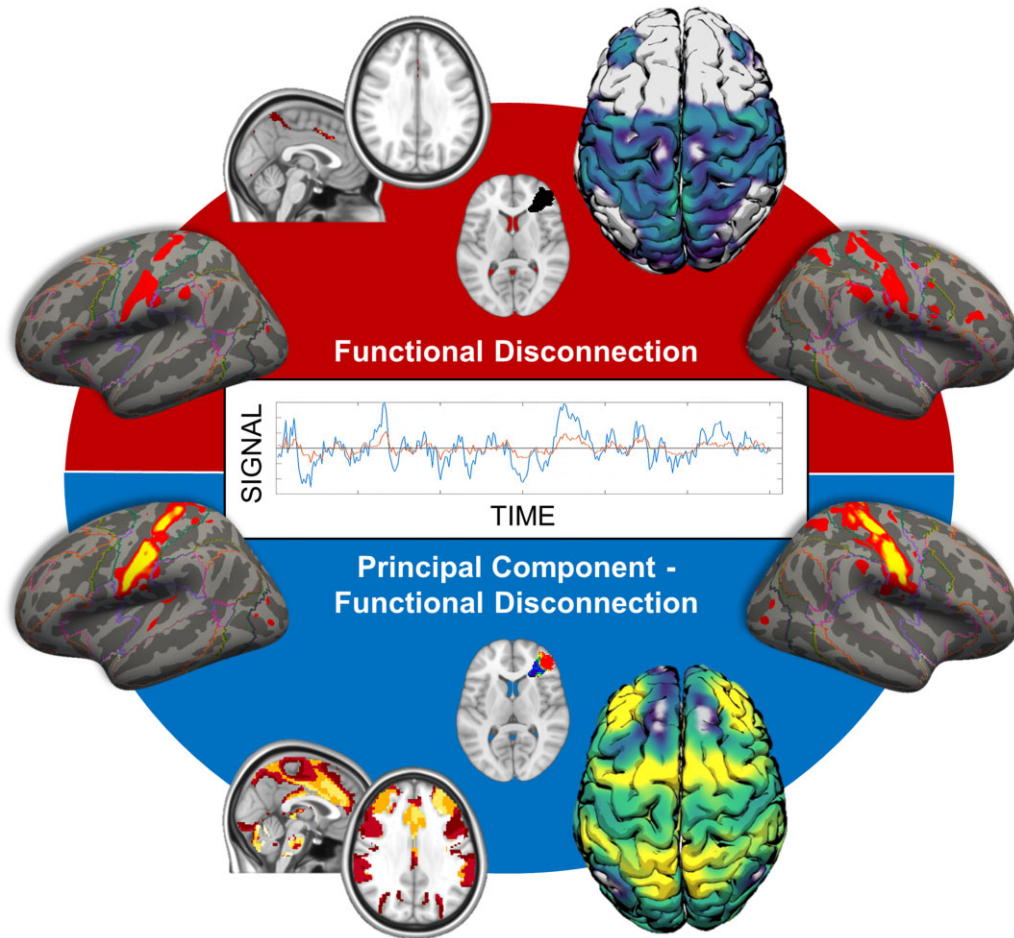 Functional Disconnection
SIGNAL
TIME
Principal Component -
Functional Disconnection